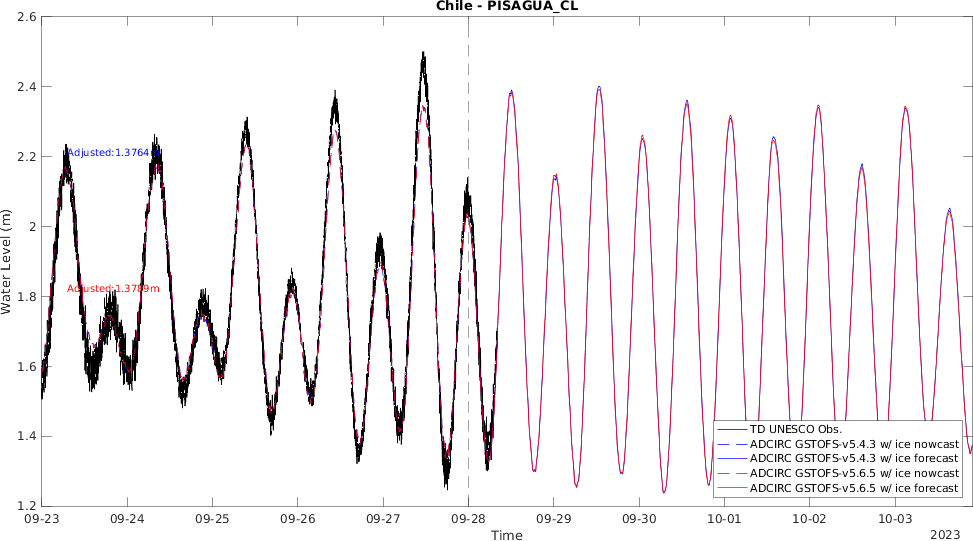 Chile - PISAGUA_CL
Water Level (m)
2.6
2.4
2.2
2
1.8
1.6
1.4
1.2
Adjusted:1.3764m
Adjusted:1.3789m
TD UNESCO Obs.
ADCIRC GSTOFS-v5.4.3 w/ ice nowcast
ADCIRC GSTOFS-v5.4.3 w/ ice forecast
ADCIRC GSTOFS-v5.6.5 w/ ice nowcast
ADCIRC GSTOFS-v5.6.5 w/ ice forecast
09-23 09-24 09-25 09-26 09-27 09-28 09-29 09-30 10-01 10-02 10-03
Time
2023